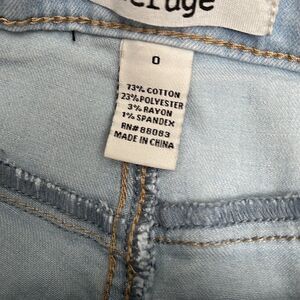 efuge
0
73% COTTON
23% POLYESTER
3% RAYON
1% SPANDEX
RN# 88083
MADE IN CHINA